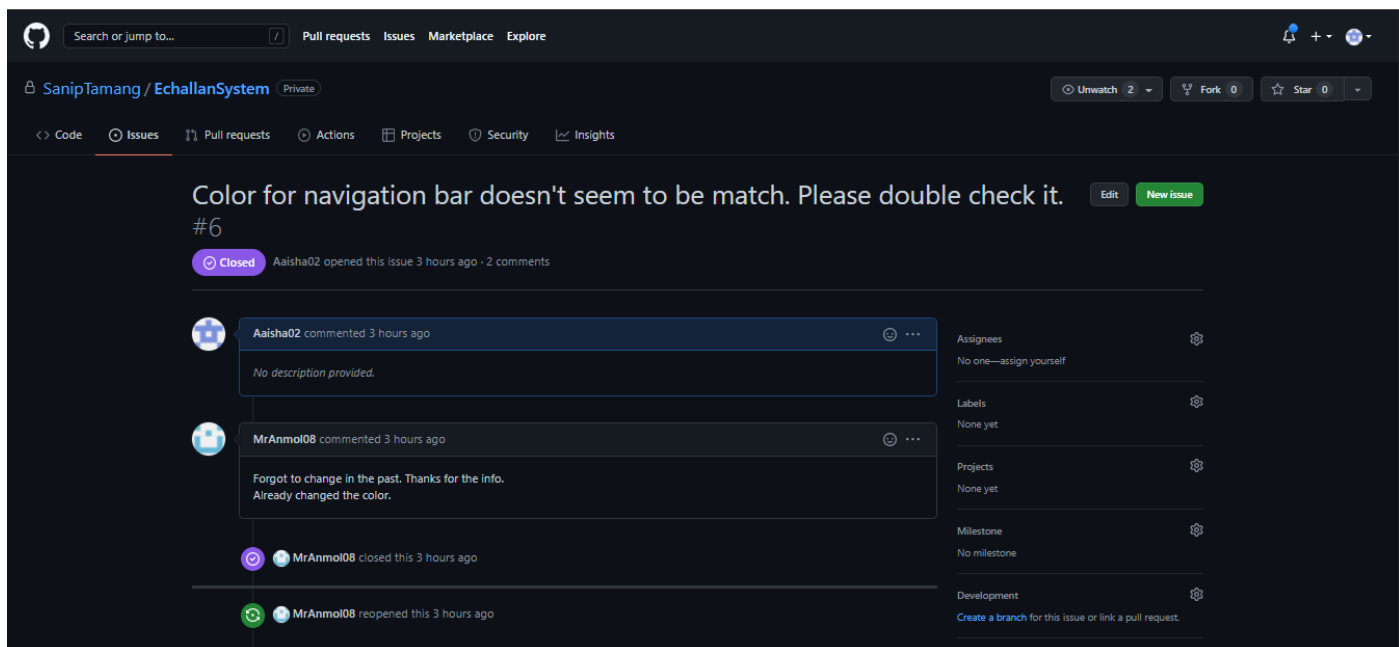 Search or jump to... /
Pull requests Issues Marketplace Explore
SanipTamang / EchallanSystem Private
Unwatch 2 Fork 0 Star 0
Code Issues Pull requests Actions Projects Security Insights
Color for navigation bar doesn't seem to be match. Please double check it.
#6
Edit New issue
Closed Aaisha02 opened this issue 3 hours ago · 2 comments
Aaisha02 commented 3 hours ago
No description provided.
MrAnmol08 commented 3 hours ago
Forgot to change in the past. Thanks for the info.
Already changed the color.
MrAnmol08 closed this 3 hours ago
MrAnmol08 reopened this 3 hours ago
Assignees
No one—assign yourself
Labels
None yet
Projects
None yet
Milestone
No milestone
Development
Create a branch for this issue or link a pull request.